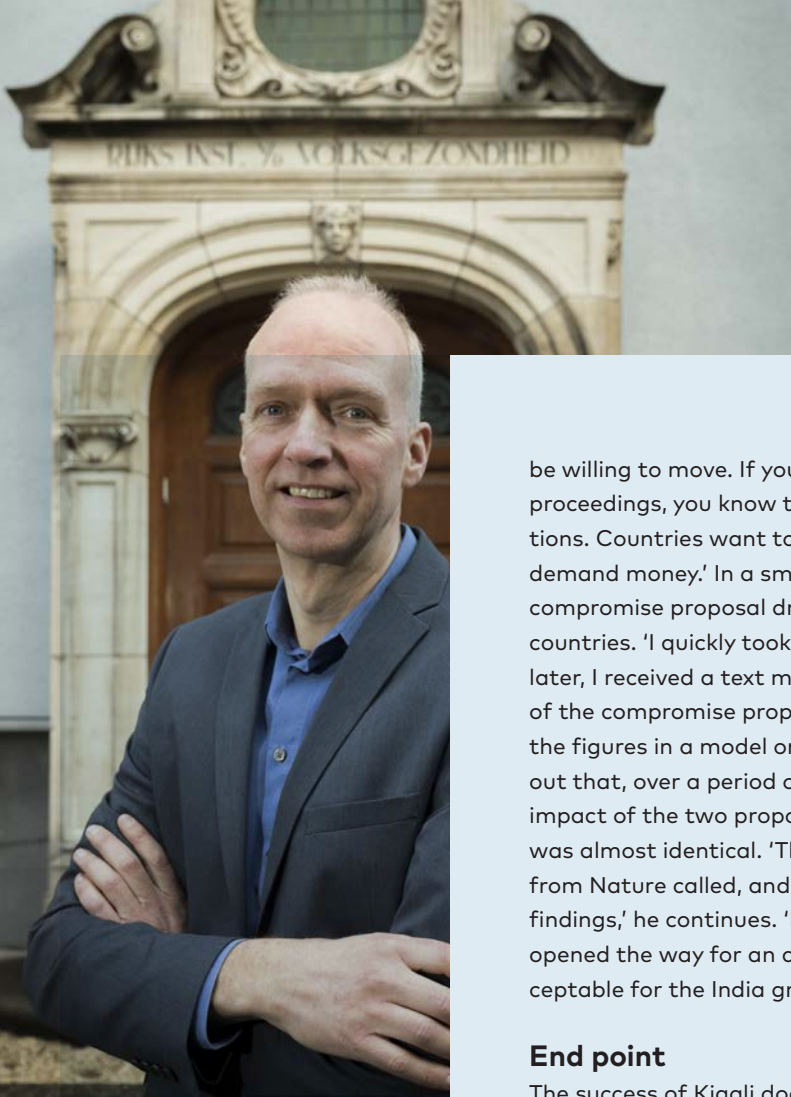 RIJKS INST. V/D VOLKSGEZONDHEID
be willing to move. If you
proceedings, you know t
tions. Countries want to
demand money.’ In a sm
compromise proposal dr
countries. ‘I quickly took
later, I received a text m
of the compromise prop
the figures in a model or
out that, over a period o
impact of the two propo
was almost identical. ‘Th
from Nature called, and
findings,’ he continues. ‘
opened the way for an a
ceptable for the India gr
End point
The success of Kigali doe